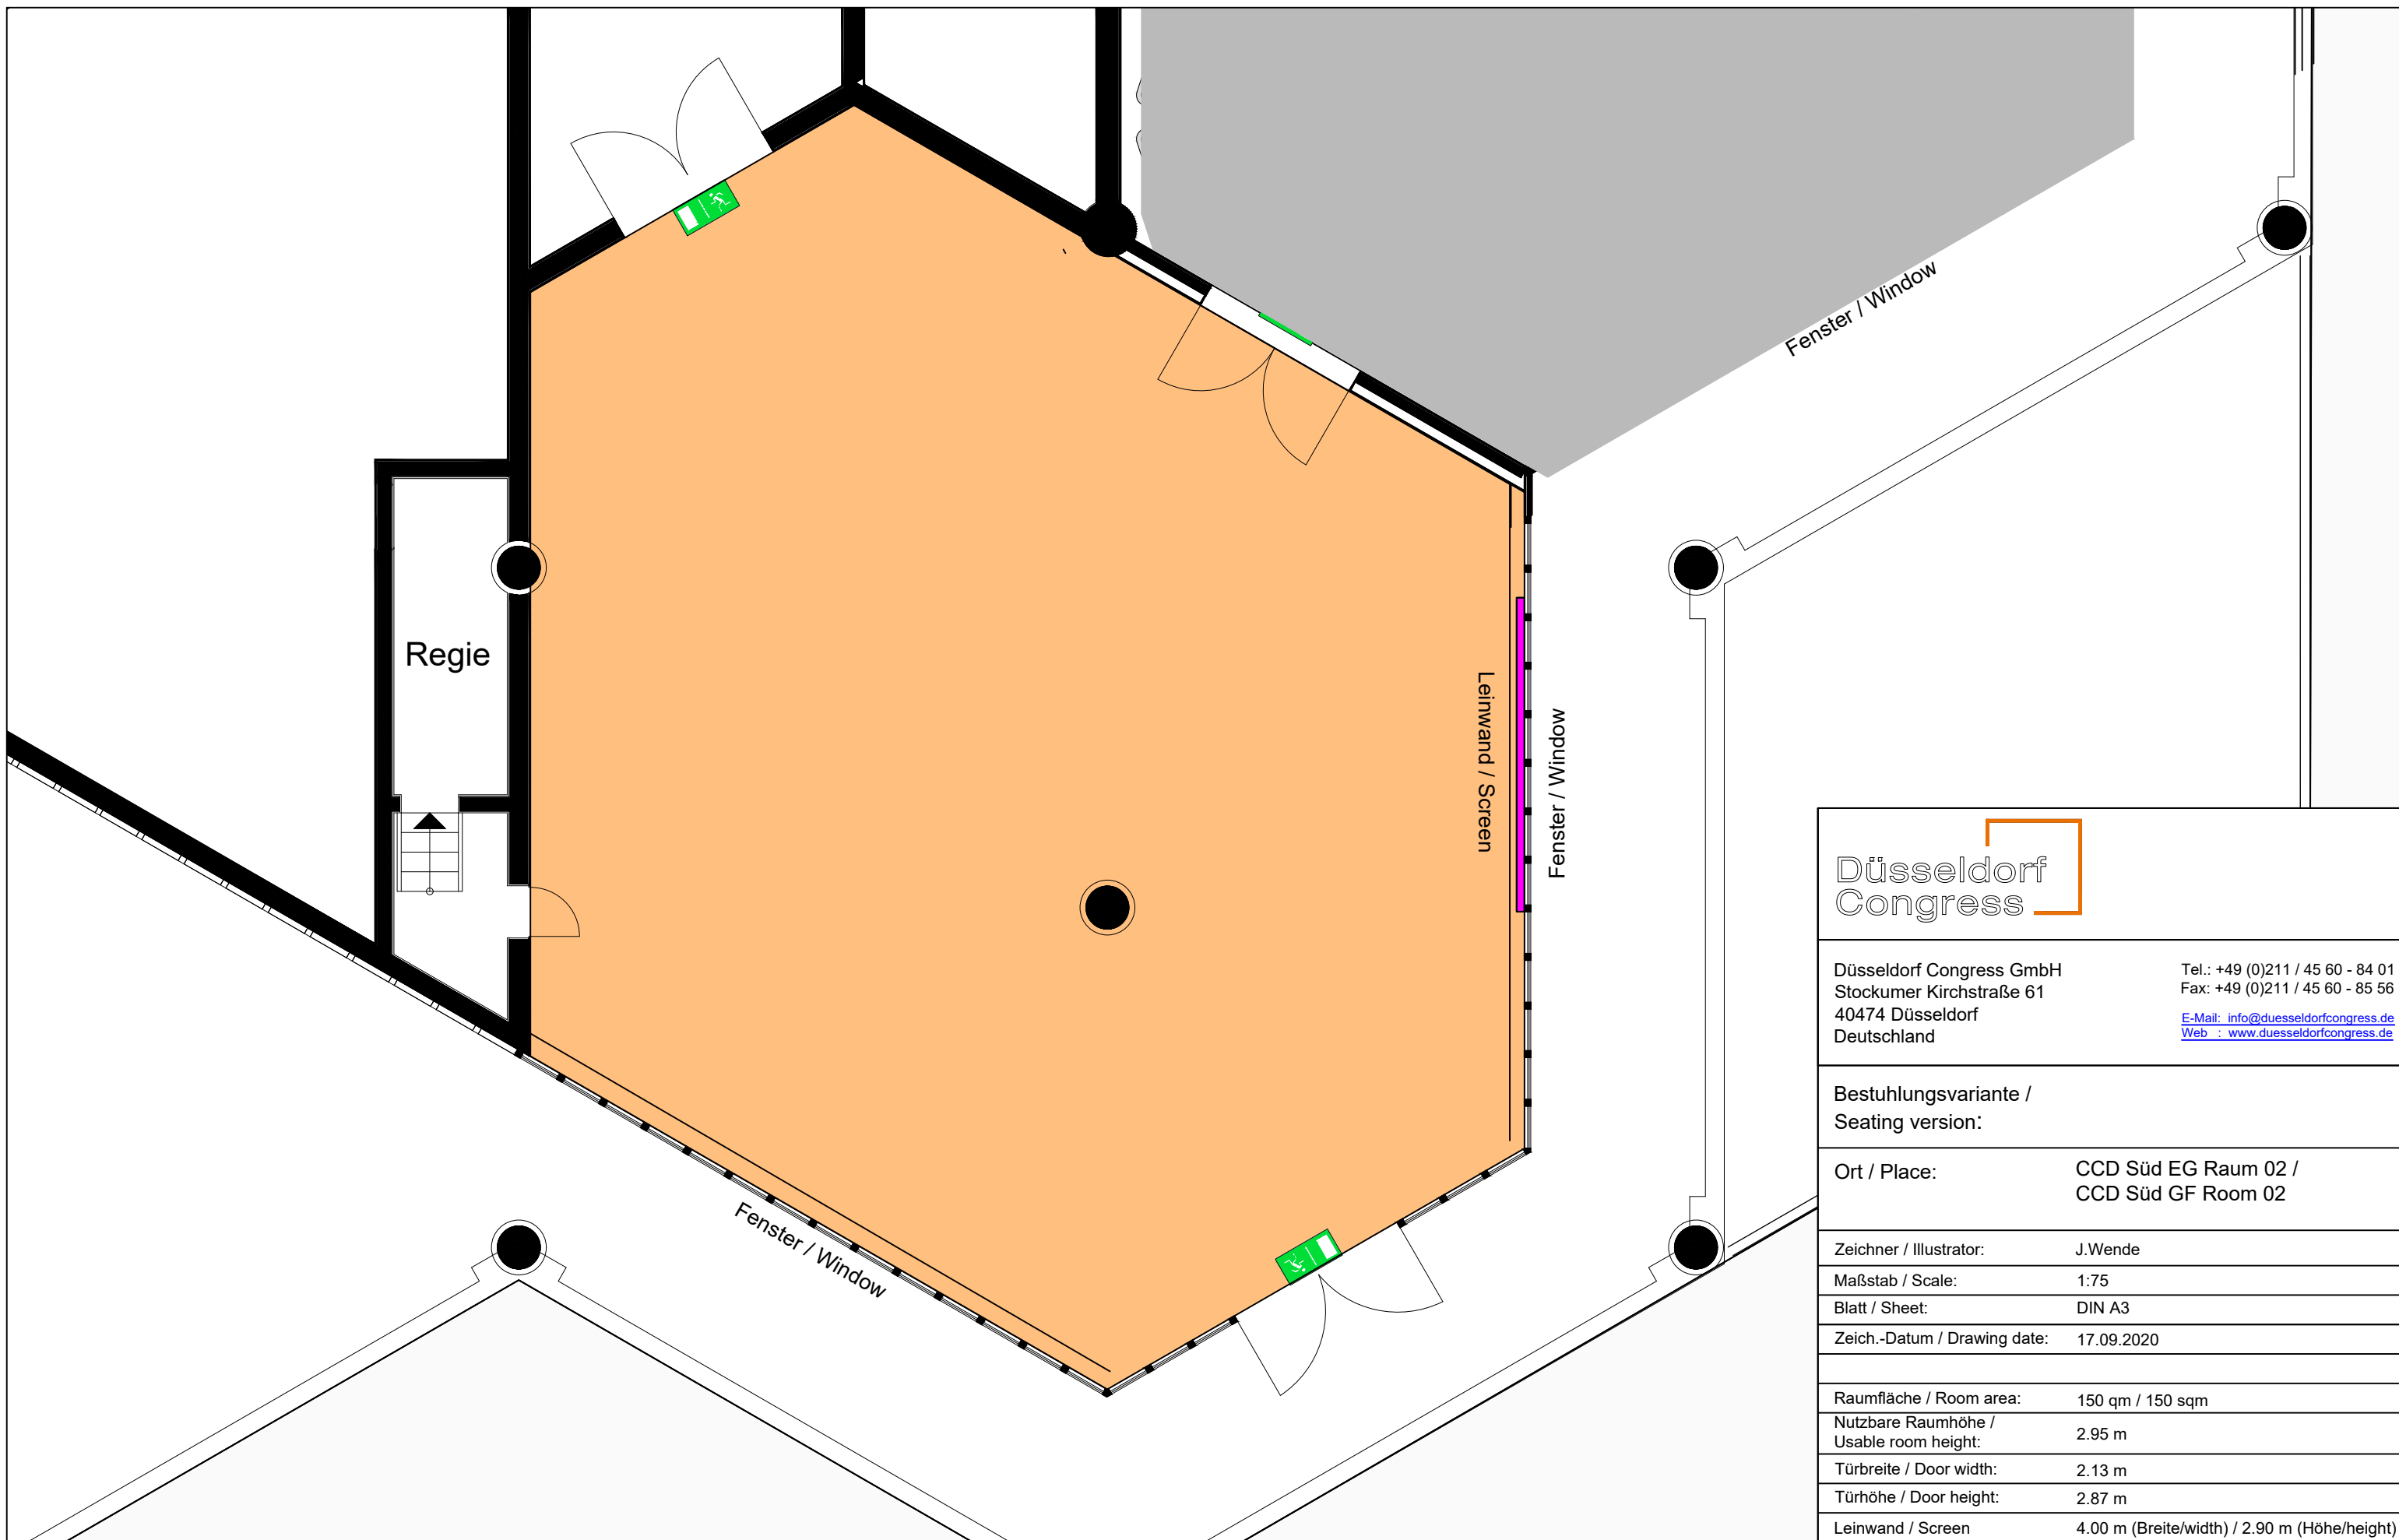 Fenster / Window
Regie
Leinwand / Screen
Fenster / Window
Fenster / Window
Düsseldorf
Congress
Düsseldorf Congress GmbH
Stockumer Kirchstraße 61
40474 Düsseldorf
Deutschland
Tel.: +49 (0)211 / 45 60 - 84 01
Fax: +49 (0)211 / 45 60 - 85 56
E-Mail: info@duesseldorfcongress.de
Web : www.duesseldorfcongress.de
Bestuhlungsvariante /
Seating version:
Ort / Place: CCD Süd EG Raum 02 /
CCD Süd GF Room 02
Zeichner / Illustrator: J.Wende
Maßstab / Scale: 1:75
Blatt / Sheet: DIN A3
Zeich.-Datum / Drawing date: 17.09.2020
Raumfläche / Room area: 150 qm / 150 sqm
Nutzbare Raumhöhe /
Usable room height: 2.95 m
Türbreite / Door width: 2.13 m
Türhöhe / Door height: 2.87 m
Leinwand / Screen 4.00 m (Breite/width) / 2.90 m (Höhe/height)